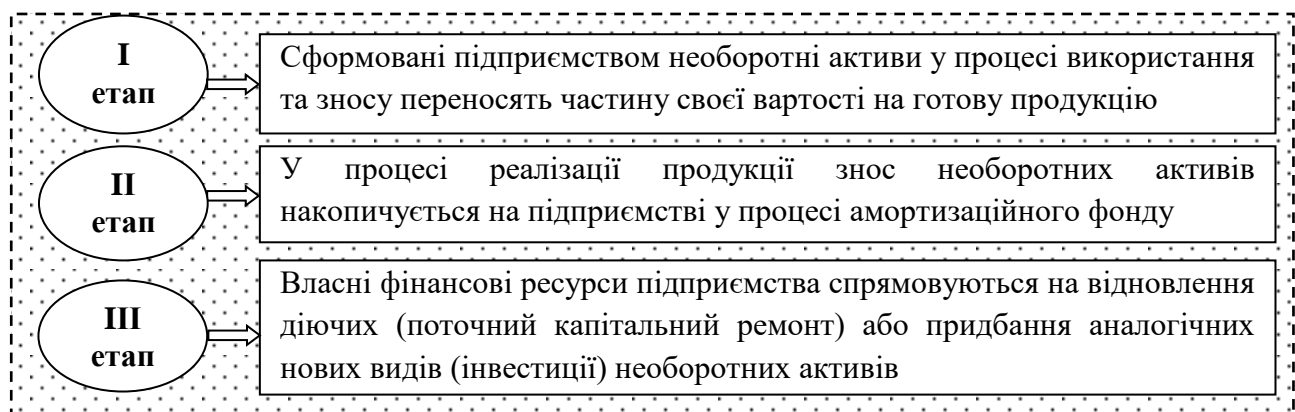 I
етап
Сформовані підприємством необоротні активи у процесі використання
та зносу переносять частину своєї вартості на готову продукцію
II
етап
У процесі реалізації продукції знос необоротних активів
накопичується на підприємстві у процесі амортизаційного фонду
III
етап
Власні фінансові ресурси підприємства спрямовуються на відновлення
діючих (поточний капітальний ремонт) або придбання аналогічних
нових видів (інвестиції) необоротних активів